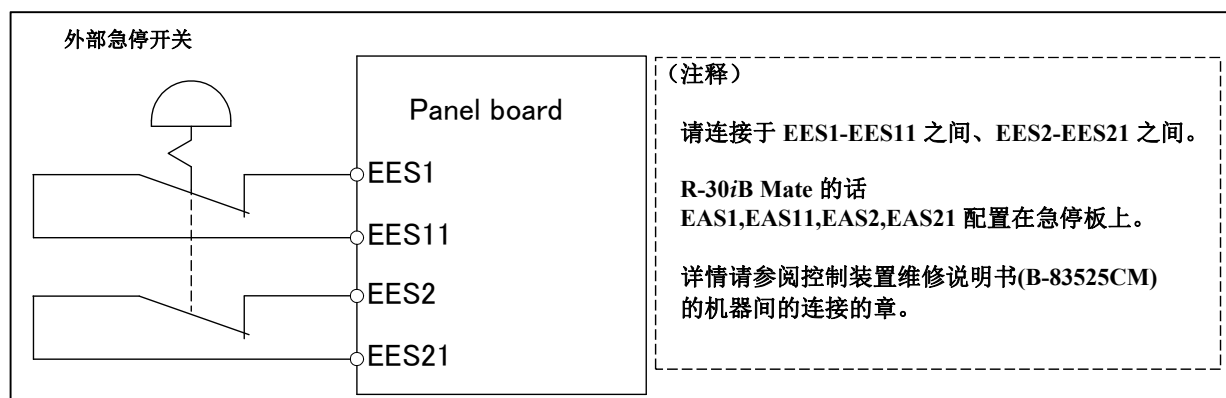 外部急停开关
Panel board
EES1
EES11
EES2
EES21
（注释）
请连接于 EES1-EES11 之间、EES2-EES21 之间。
R-30iB Mate 的话
EAS1,EAS11,EAS2,EAS21 配置在急停板上。
详情请参阅控制装置维修说明书(B-83525CM)
的机器间的连接的章。